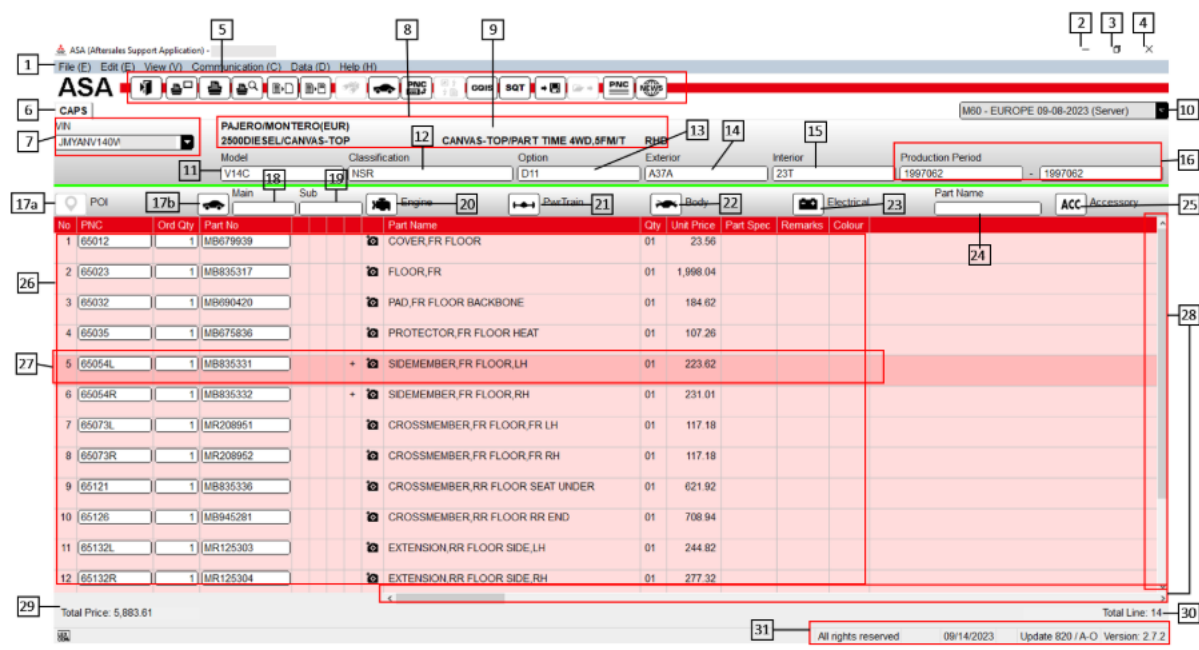 5 8 9 2 3 4
ASA (Aftersales Support Application) -
1 File (F) Edit (E) View (V) Communication (C) Data (D) Help (H)
ASA PNC CGIS SQT PNC NEWS
6 CAPS M60 - EUROPE 09-08-2023 (Server) 10
7 VIN PAJERO/MONTERO(EUR)
JMYANV140V 2500DIESEL/CANVAS-TOP CANVAS-TOP/PART TIME 4WD,5FM/T RHD
12 13 14 15
11 Model Classification Option Exterior Interior Production Period 16
V14C NSR D11 A37A 23T 1997062 - 1997062
18 19
17a POI 17b Main Sub Engine 20 PwrTrain 21 Body 22 Electrical 23 Part Name ACC Accessory 25
24
No PNC Ord Qty Part No Part Name Qty Unit Price Part Spec Remarks Colour
1 65012 1 MB679939 COVER,FR FLOOR 01 23.56
2 65023 1 MB835317 FLOOR,FR 01 1,998.04
26
3 65032 1 MB690420 PAD,FR FLOOR BACKBONE 01 184.62
28
4 65035 1 MB675836 PROTECTOR,FR FLOOR HEAT 01 107.26
27 5 65054L 1 MB835331 + SIDEMEMBER,FR FLOOR,LH 01 223.62
6 65054R 1 MB835332 + SIDEMEMBER,FR FLOOR,RH 01 231.01
7 65073L 1 MR208951 CROSSMEMBER,FR FLOOR,FR LH 01 117.18
8 65073R 1 MR208952 CROSSMEMBER,FR FLOOR,FR RH 01 117.18
9 65121 1 MB835336 CROSSMEMBER,RR FLOOR SEAT UNDER 01 621.92
10 65126 1 MB945281 CROSSMEMBER,RR FLOOR RR END 01 708.94
11 65132L 1 MR125303 EXTENSION,RR FLOOR SIDE,LH 01 244.82
12 65132R 1 MR125304 EXTENSION,RR FLOOR SIDE,RH 01 277.32
29 Total Price: 5,883.61 Total Line: 14 30
31 All rights reserved 09/14/2023 Update 820 / A-O Version: 2.7.2